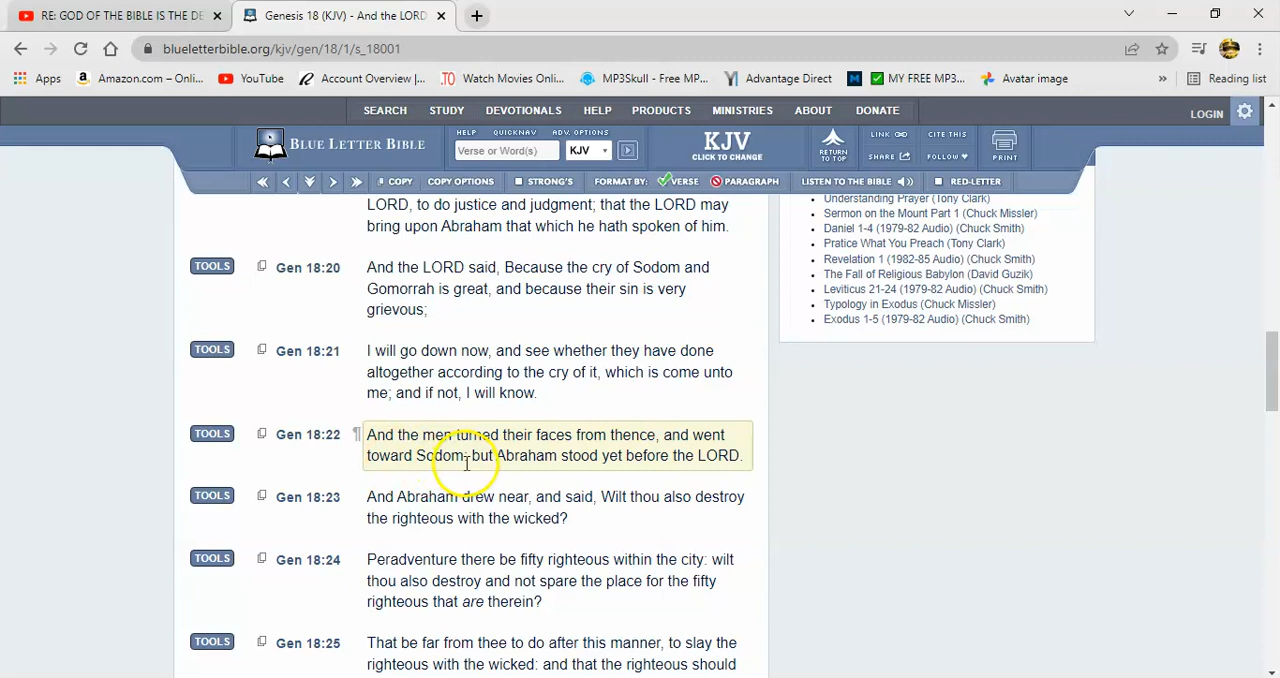 RE: GOD OF THE BIBLE IS THE DE
Genesis 18 (KJV) - And the LORD
blueletterbible.org/kjv/gen/18/1/s_18001
Apps Amazon.com – Onli... YouTube Account Overview |... Watch Movies Onlin... MP3Skull - Free MP... Advantage Direct MY FREE MP3... Avatar image » Reading list
SEARCH STUDY DEVOTIONALS HELP PRODUCTS MINISTRIES ABOUT DONATE LOGIN
BLUE LETTER BIBLE
HELP QUICKNAV ADV. OPTIONS
Verse or Word(s) KJV
KJV
CLICK TO CHANGE
RETURN
TO TOP
LINK CITE THIS
SHARE FOLLOW PRINT
COPY COPY OPTIONS STRONG'S FORMAT BY: VERSE PARAGRAPH LISTEN TO THE BIBLE RED-LETTER
LORD, to do justice and judgment; that the LORD may
bring upon Abraham that which he hath spoken of him.
TOOLS Gen 18:20 And the LORD said, Because the cry of Sodom and
Gomorrah is great, and because their sin is very
grievous;
TOOLS Gen 18:21 I will go down now, and see whether they have done
altogether according to the cry of it, which is come unto
me; and if not, I will know.
TOOLS Gen 18:22 ¶ And the men turned their faces from thence, and went
toward Sodom: but Abraham stood yet before the LORD.
TOOLS Gen 18:23 And Abraham drew near, and said, Wilt thou also destroy
the righteous with the wicked?
TOOLS Gen 18:24 Peradventure there be fifty righteous within the city: wilt
thou also destroy and not spare the place for the fifty
righteous that are therein?
TOOLS Gen 18:25 That be far from thee to do after this manner, to slay the
righteous with the wicked: and that the righteous should
Understanding Prayer (Tony Clark)
Sermon on the Mount Part 1 (Chuck Missler)
Daniel 1-4 (1979-82 Audio) (Chuck Smith)
Pratice What You Preach (Tony Clark)
Revelation 1 (1982-85 Audio) (Chuck Smith)
The Fall of Religious Babylon (David Guzik)
Leviticus 21-24 (1979-82 Audio) (Chuck Smith)
Typology in Exodus (Chuck Missler)
Exodus 1-5 (1979-82 Audio) (Chuck Smith)